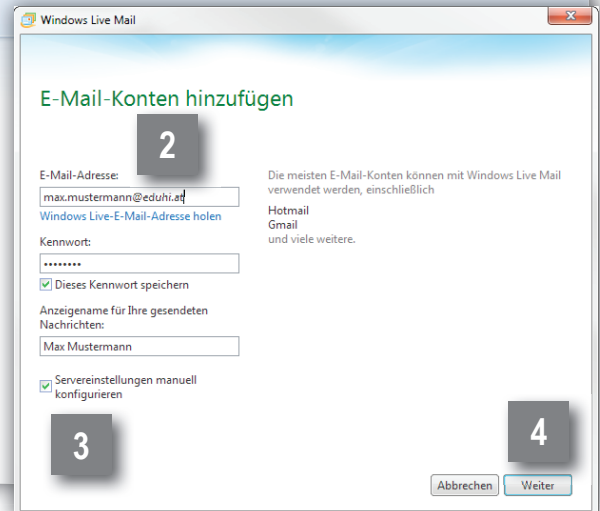 Windows Live Mail
E-Mail-Konten hinzufügen
2
E-Mail-Adresse:
max.mustermann@eduhi.at
Windows Live-E-Mail-Adresse holen
Kennwort:
••••••••
Dieses Kennwort speichern
Anzeigename für Ihre gesendeten
Nachrichten:
Max Mustermann
Servereinstellungen manuell
konfigurieren
3
Die meisten E-Mail-Konten können mit Windows Live Mail
verwendet werden, einschließlich
Hotmail
Gmail
und viele weitere.
4
Abbrechen
Weiter